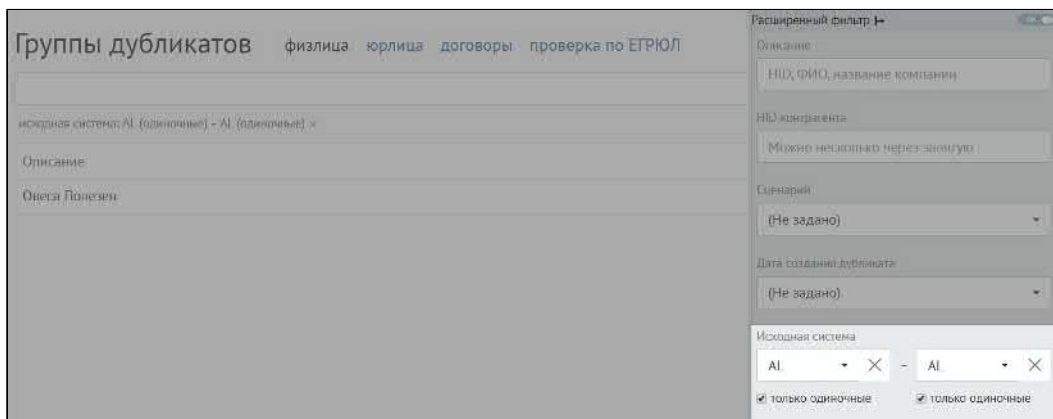 Группы дубликатов физлица юрлица договоры проверка по ЕГРЮЛ
исходная система: AL (одиночные) – AL (одиночные) ×
Описание
Овеса Полезен
Расширенный фильтр
Описание
HID, ФИО, название компании
HID контрагента
Можно несколько через запятую
Сценарий
(Не задано)
Дата создания дубликата
(Не задано)
Исходная система
AL – AL
только одиночные только одиночные